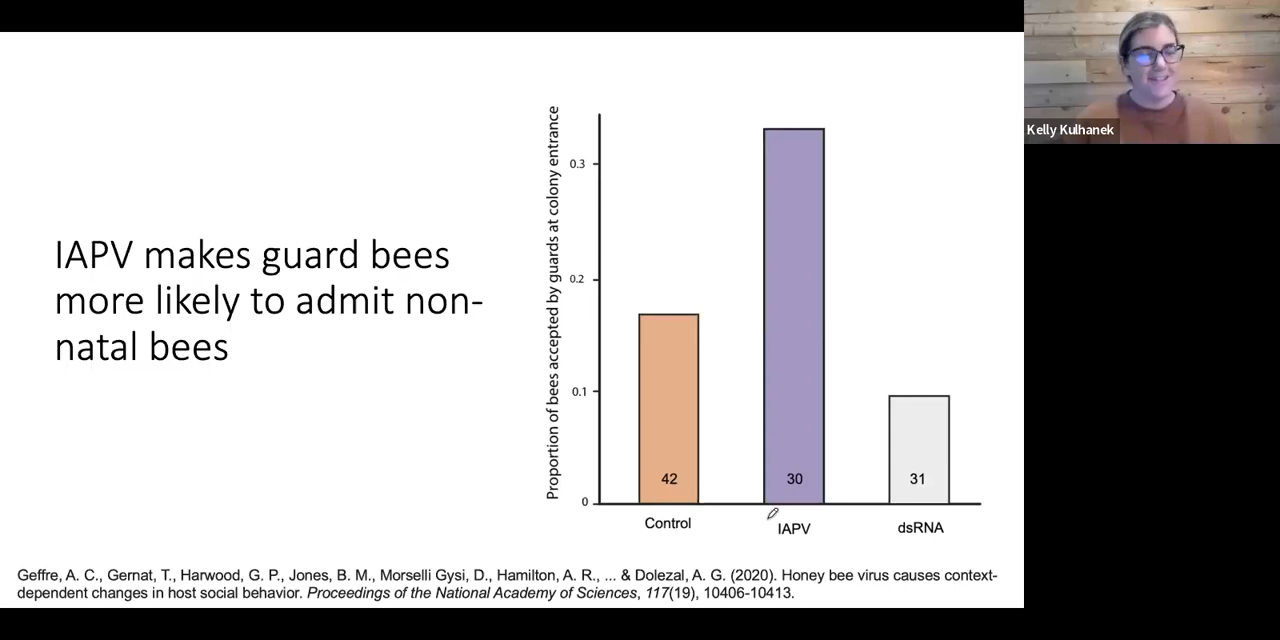 Kelly Kulhanek
IAPV makes guard bees
more likely to admit non-
natal bees
Proportion of bees accepted by guards at colony entrance
0.3
0.2
0.1
0
42
30
31
Control
IAPV
dsRNA
Geffre, A. C., Gernat, T., Harwood, G. P., Jones, B. M., Morselli Gysi, D., Hamilton, A. R., ... & Dolezal, A. G. (2020). Honey bee virus causes context-
dependent changes in host social behavior. Proceedings of the National Academy of Sciences, 117(19), 10406-10413.